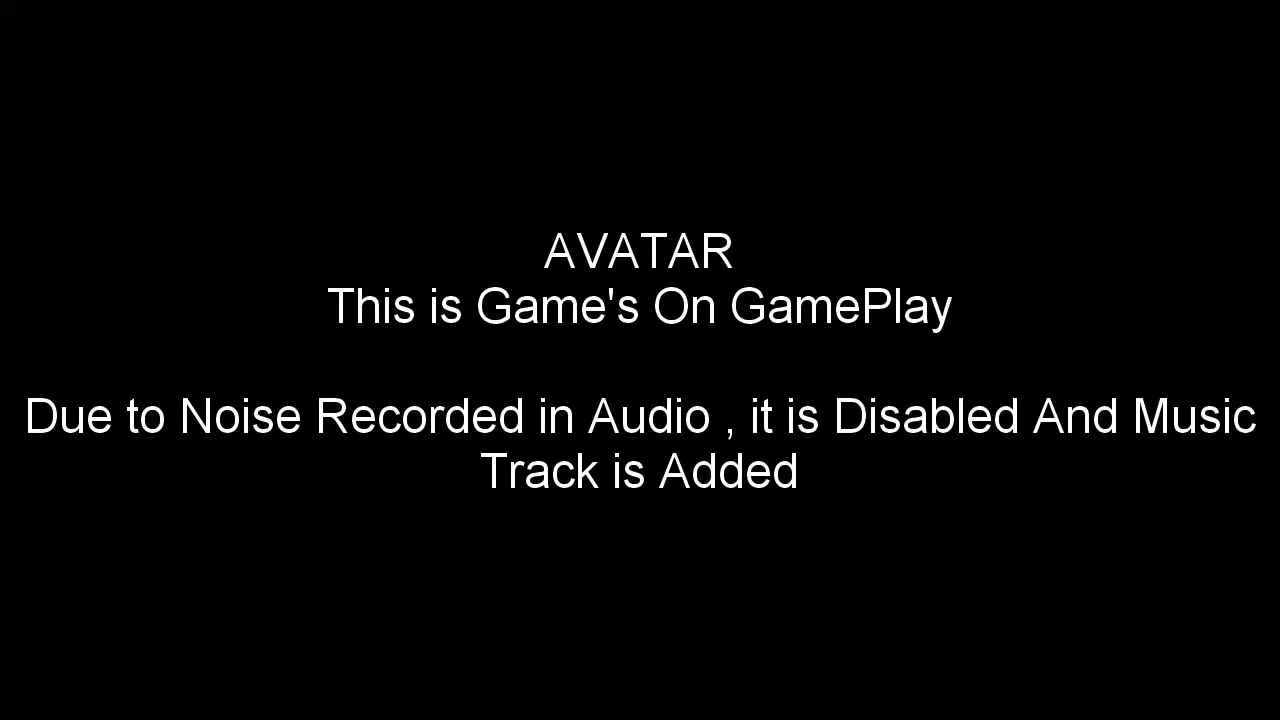 AVATAR
This is Game's On GamePlay
Due to Noise Recorded in Audio , it is Disabled And Music
Track is Added